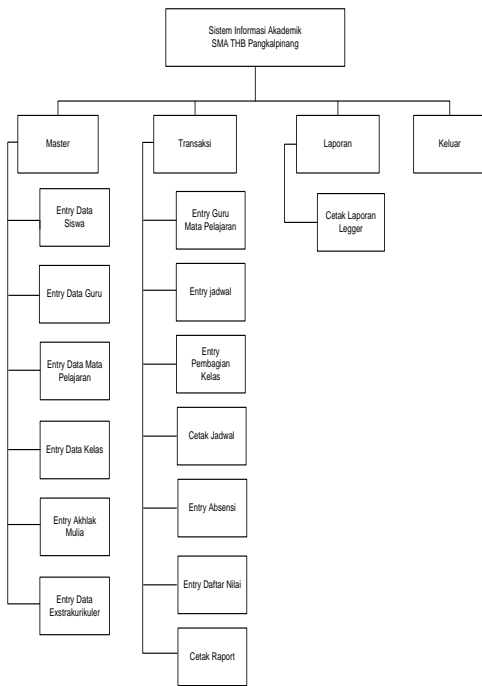 Sistem Informasi Akademik
SMA THB Pangkalpinang
Master
Transaksi
Laporan
Keluar
Entry Data
Siswa
Entry Data Guru
Entry Data Mata
Pelajaran
Entry Data Kelas
Entry Akhlak
Mulia
Entry Data
Exstrakurikuler
Entry Guru
Mata Pelajaran
Entry jadwal
Entry
Pembagian
Kelas
Cetak Jadwal
Entry Absensi
Entry Daftar Nilai
Cetak Raport
Cetak Laporan
Legger